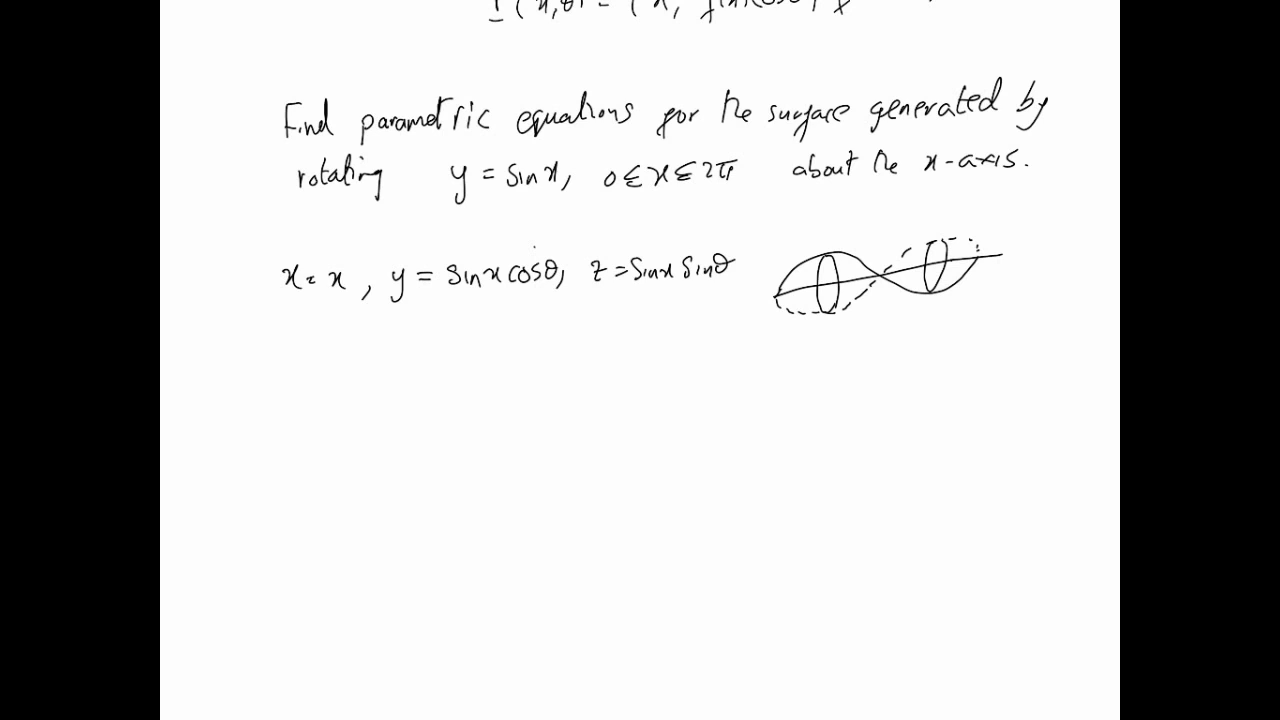 Find parametric equations for the surface generated by
rotating y = sin x, 0 ≤ x ≤ 2π about the x-axis.
x = x, y = sin x cos θ, z = sin x sin θ